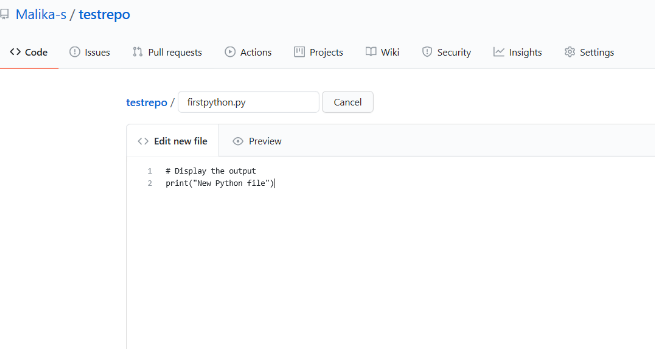 Malika-s / testrepo
Code Issues Pull requests Actions Projects Wiki Security Insights Settings
testrepo / firstpython.py Cancel
Edit new file Preview
1 # Display the output
2 print("New Python file")